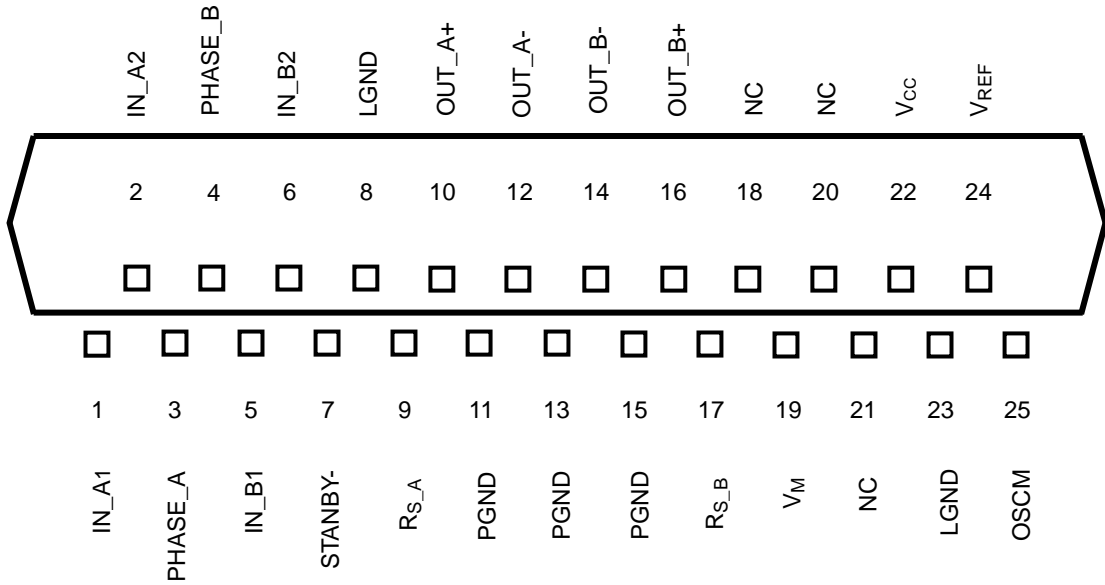 IN_A2 PHASE_B IN_B2 LGND OUT_A+ OUT_A- OUT_B- OUT_B+ NC NC VCC VREF
2 4 6 8 10 12 14 16 18 20 22 24
1 3 5 7 9 11 13 15 17 19 21 23 25
IN_A1 PHASE_A IN_B1 STANBY- RS_A PGND PGND PGND RS_B VM NC LGND OSCM